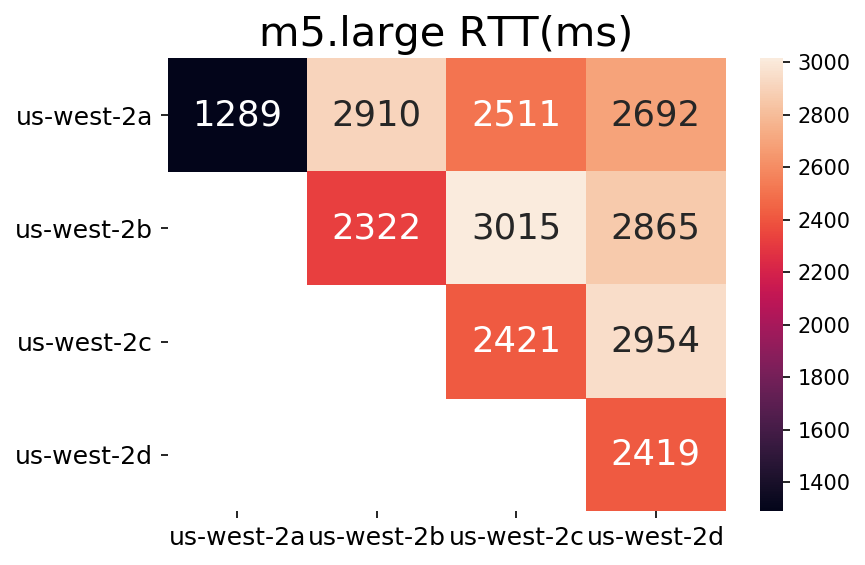 m5.large RTT(ms)
us-west-2a 1289 2910 2511 2692
us-west-2b 2322 3015 2865
us-west-2c 2421 2954
us-west-2d 2419
us-west-2a us-west-2b us-west-2c us-west-2d
3000
2800
2600
2400
2200
2000
1800
1600
1400